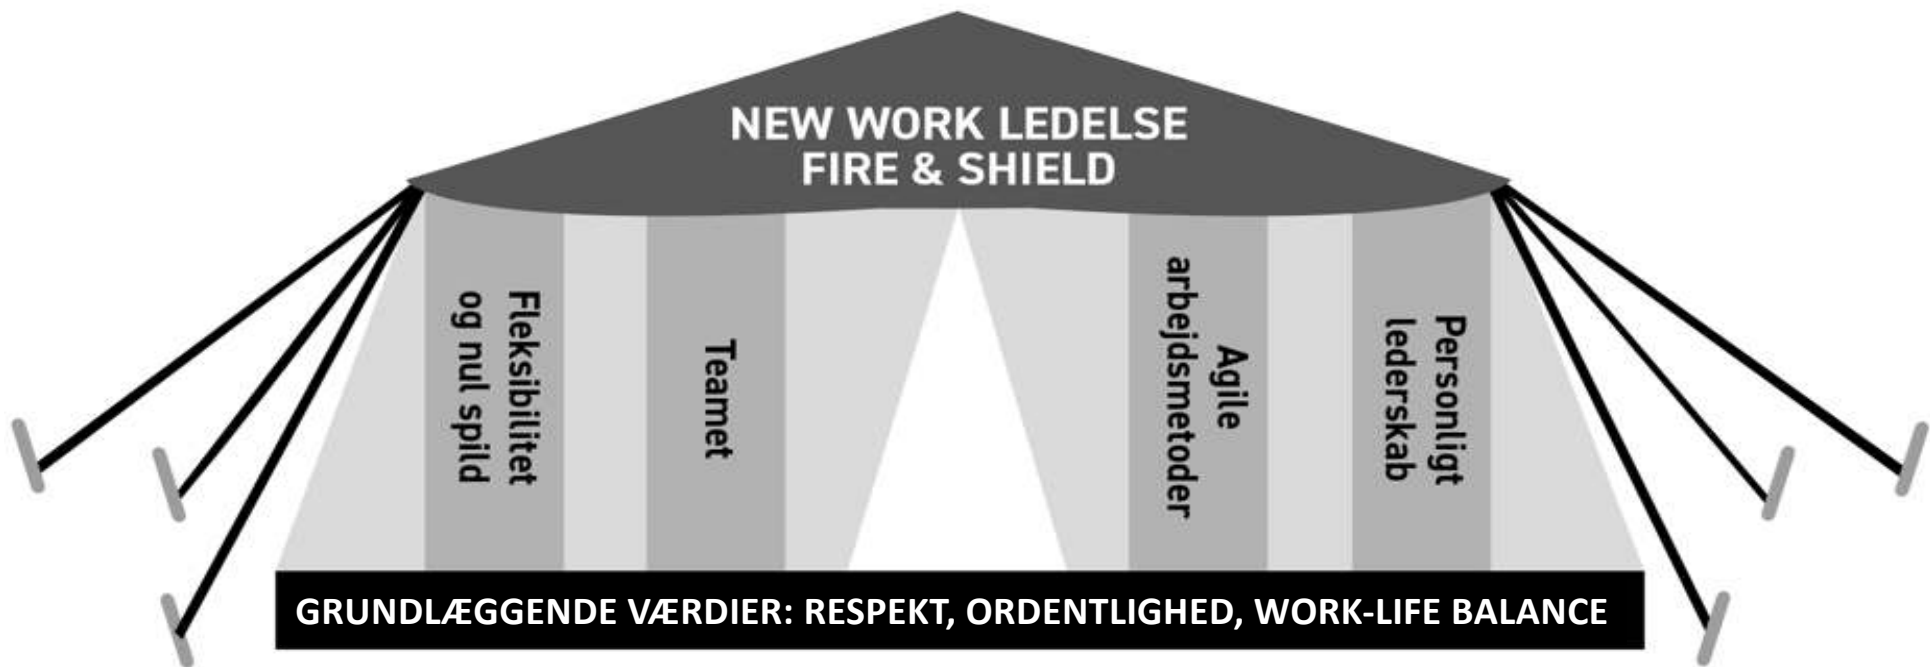 NEW WORK LEDELSE
FIRE & SHIELD
Fleksibilitet
og nul spild
Teamet
Agile
arbejdsmetoder
Personligt
lederskab
GRUNDLÆGGENDE VÆRDIER: RESPEKT, ORDENTLIGHED, WORK-LIFE BALANCE